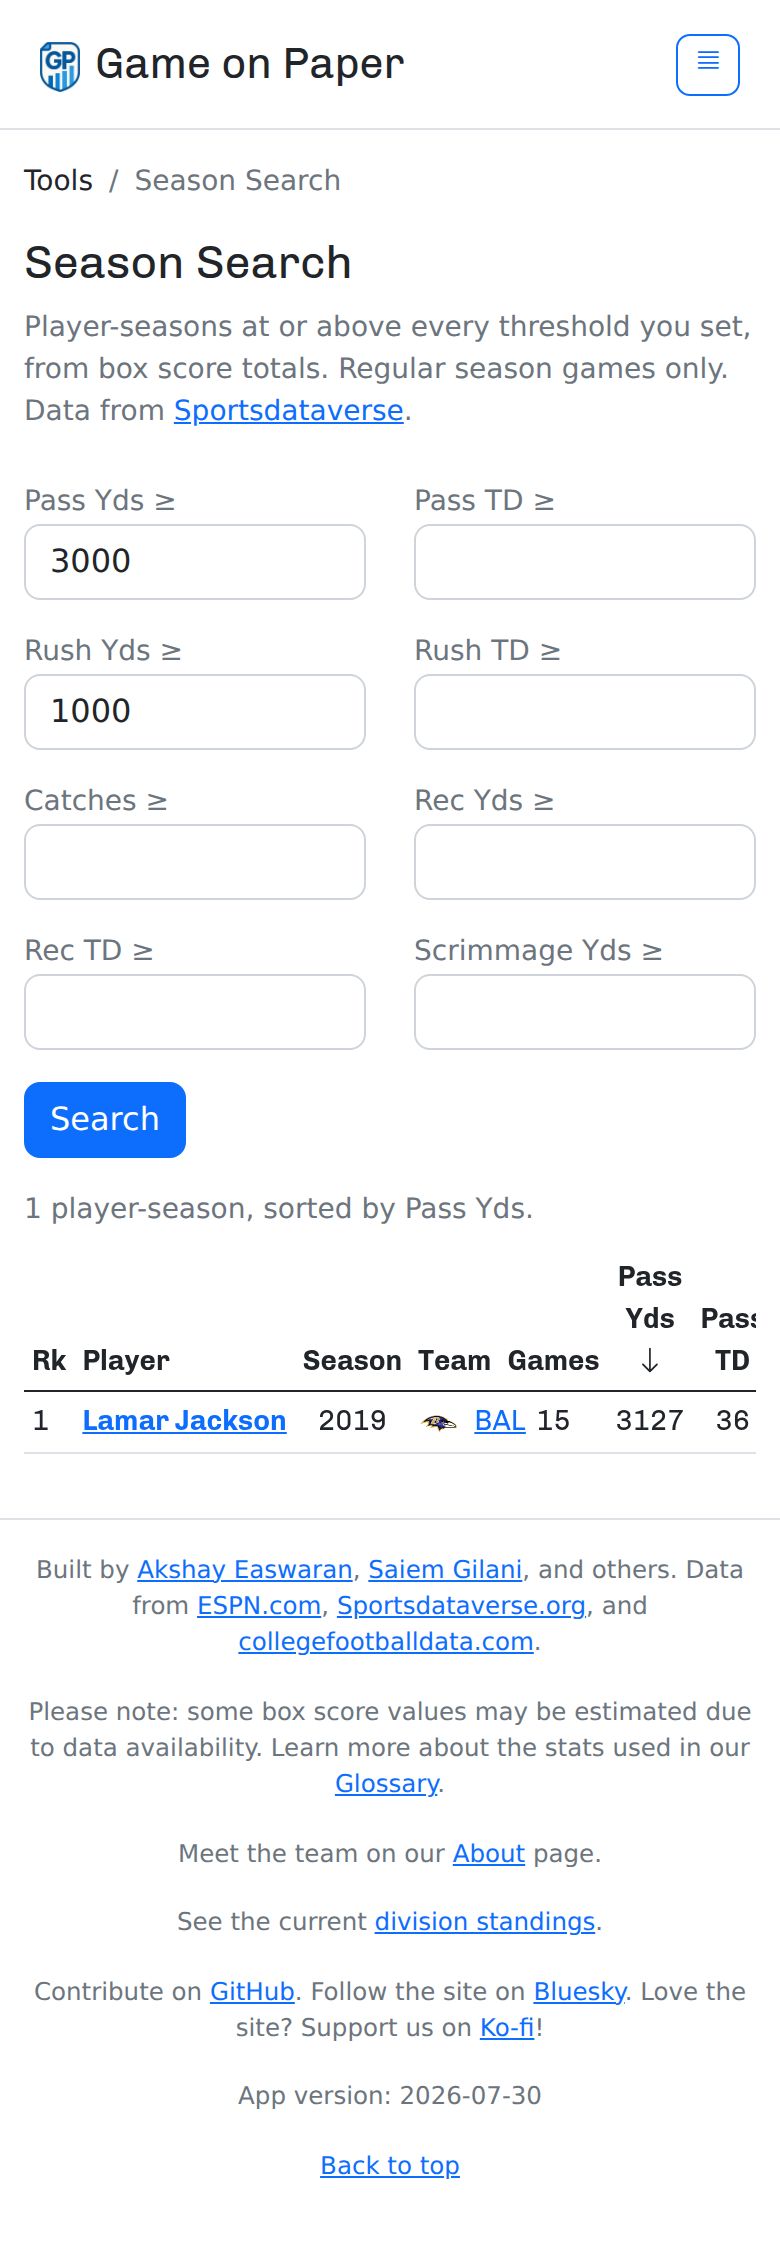 GP Game on Paper
Tools / Season Search
Season Search
Player-seasons at or above every threshold you set,
from box score totals. Regular season games only.
Data from Sportsdataverse.
Pass Yds ≥ Pass TD ≥
3000
Rush Yds ≥ Rush TD ≥
1000
Catches ≥ Rec Yds ≥
Rec TD ≥ Scrimmage Yds ≥
Search
1 player-season, sorted by Pass Yds.
Pass
Yds Pass
Rk Player Season Team Games ↓ TD
1 Lamar Jackson 2019 BAL 15 3127 36
Built by Akshay Easwaran, Saiem Gilani, and others. Data
from ESPN.com, Sportsdataverse.org, and
collegefootballdata.com.
Please note: some box score values may be estimated due
to data availability. Learn more about the stats used in our
Glossary.
Meet the team on our About page.
See the current division standings.
Contribute on GitHub. Follow the site on Bluesky. Love the
site? Support us on Ko-fi!
App version: 2026-07-30
Back to top